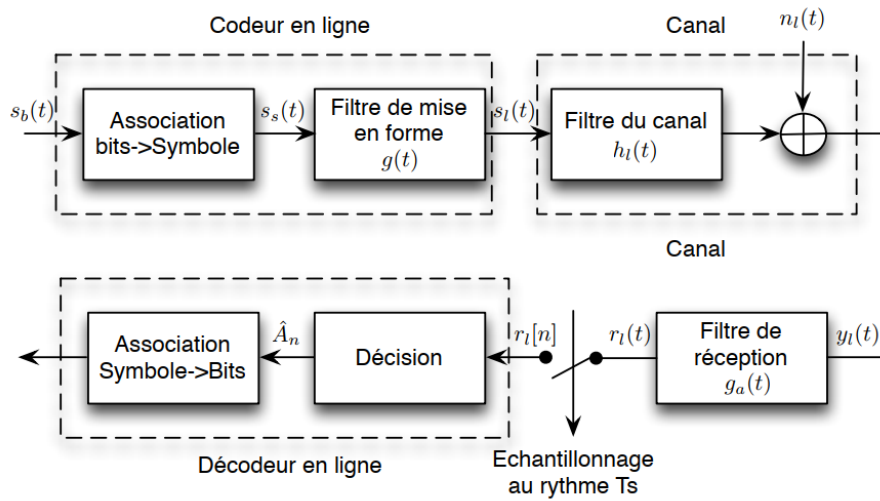 Codeur en ligne
Canal
n_l(t)
s_b(t)
Association
bits->Symbole
s_s(t)
Filtre de mise
en forme
g(t)
s_l(t)
Filtre du canal
h_l(t)
Canal
Association
Symbole->Bits
Â_n
Décision
r_l[n]
r_l(t)
Filtre de
réception
g_a(t)
y_l(t)
Décodeur en ligne
Echantillonnage
au rythme Ts